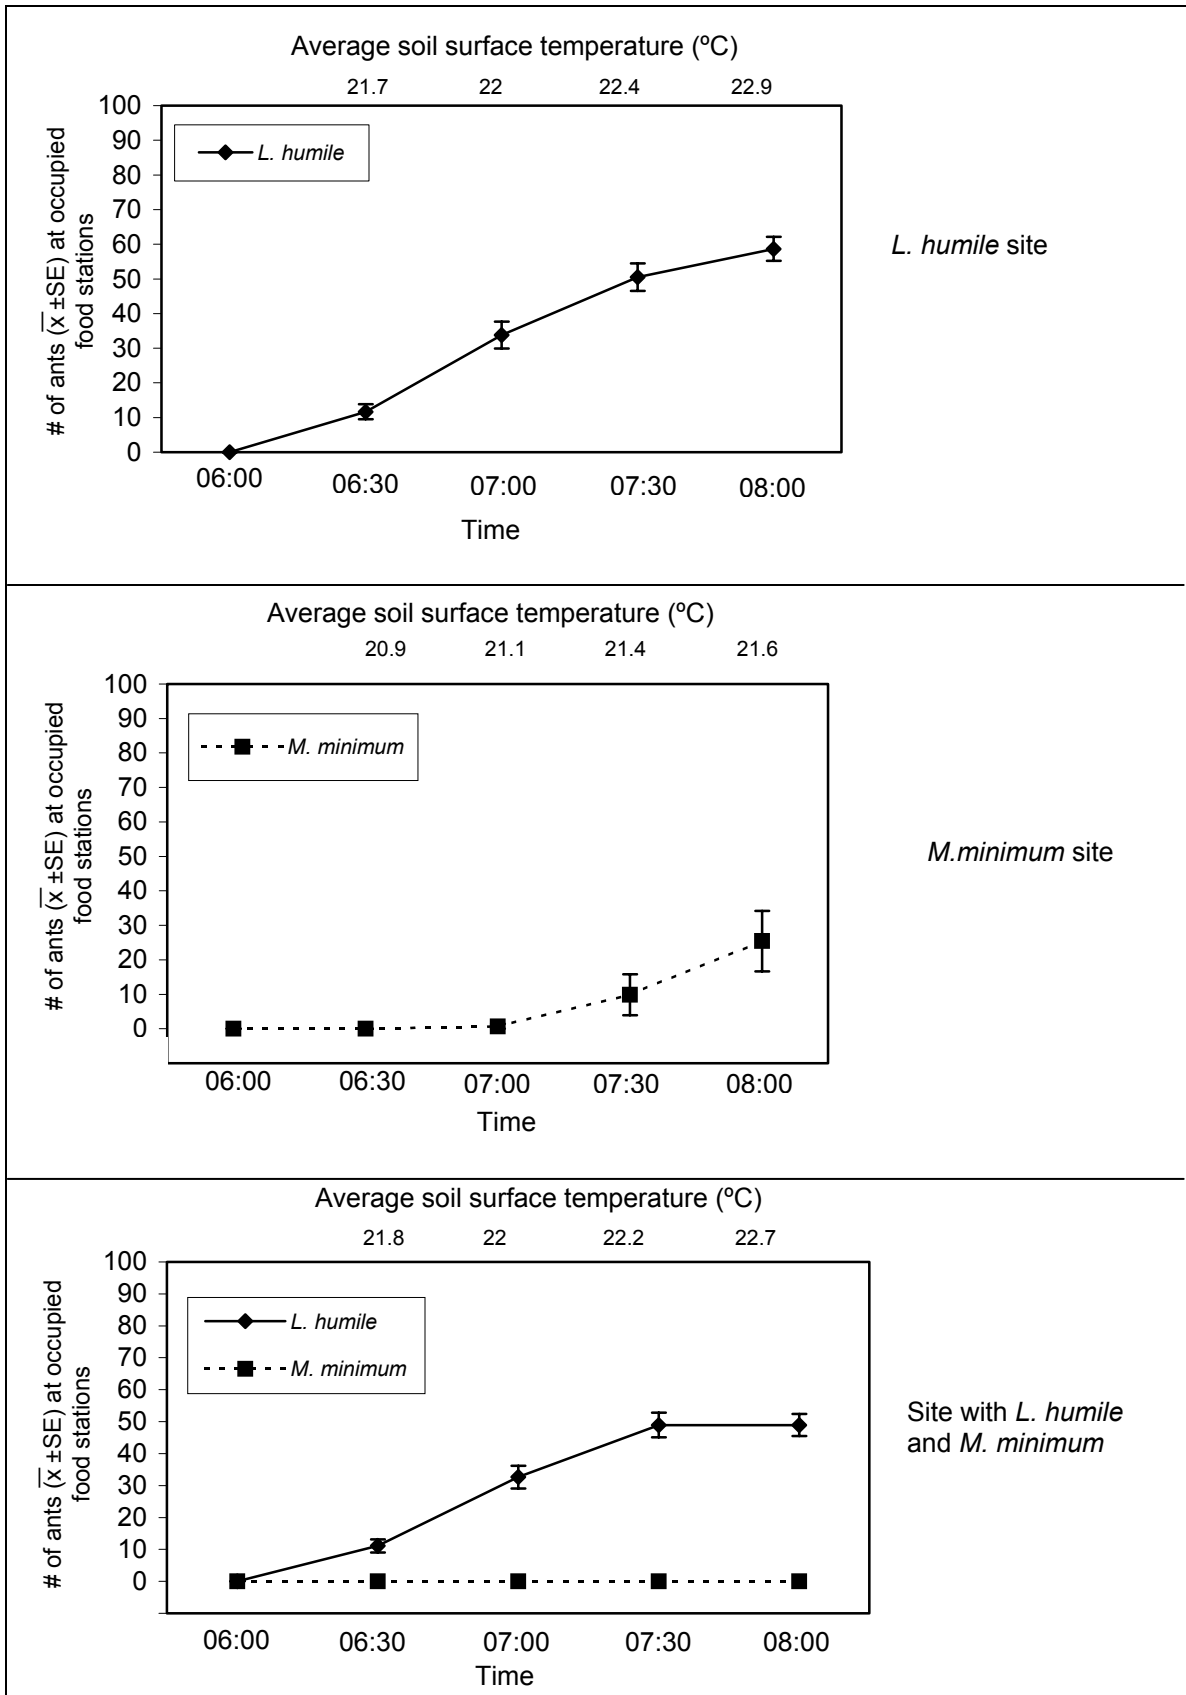 Average soil surface temperature (ºC)
21.7 22 22.4 22.9
100
90
80
70
60
50
40
30
20
10
0
# of ants (x̅ ±SE) at occupied
food stations
L. humile
L. humile site
06:00 06:30 07:00 07:30 08:00
Time
Average soil surface temperature (ºC)
20.9 21.1 21.4 21.6
100
90
80
70
60
50
40
30
20
10
0
# of ants (x̅ ±SE) at occupied
food stations
M. minimum
M.minimum site
06:00 06:30 07:00 07:30 08:00
Time
Average soil surface temperature (ºC)
21.8 22 22.2 22.7
100
90
80
70
60
50
40
30
20
10
0
# of ants (x̅ ±SE) at occupied
food stations
L. humile
M. minimum
Site with L. humile
and M. minimum
06:00 06:30 07:00 07:30 08:00
Time